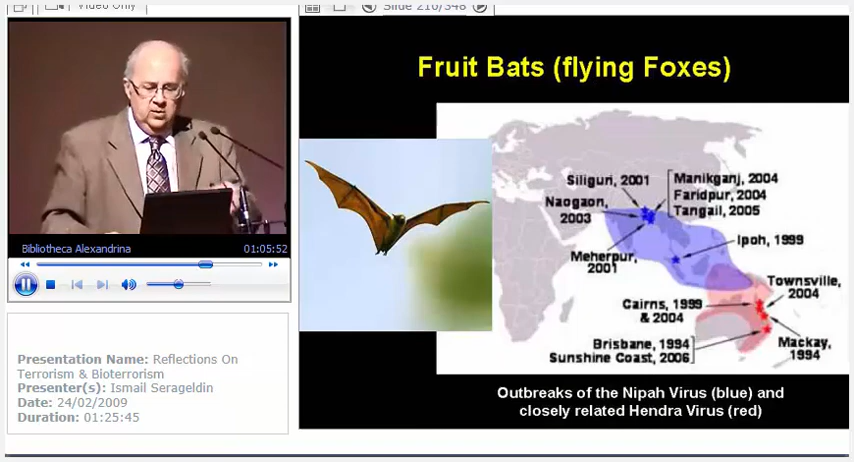 Video Only
Slide 210/348
Fruit Bats (flying Foxes)
Siliguri, 2001
Manikganj, 2004
Faridpur, 2004
Tangail, 2005
Naogaon,
2003
Ipoh, 1999
Meherpur,
2001
Townsville,
2004
Cairns, 1999
& 2004
Brisbane, 1994
Sunshine Coast, 2006
Mackay,
1994
Outbreaks of the Nipah Virus (blue) and
closely related Hendra Virus (red)
Bibliotheca Alexandrina
01:05:52
Presentation Name: Reflections On
Terrorism & Bioterrorism
Presenter(s): Ismail Serageldin
Date: 24/02/2009
Duration: 01:25:45